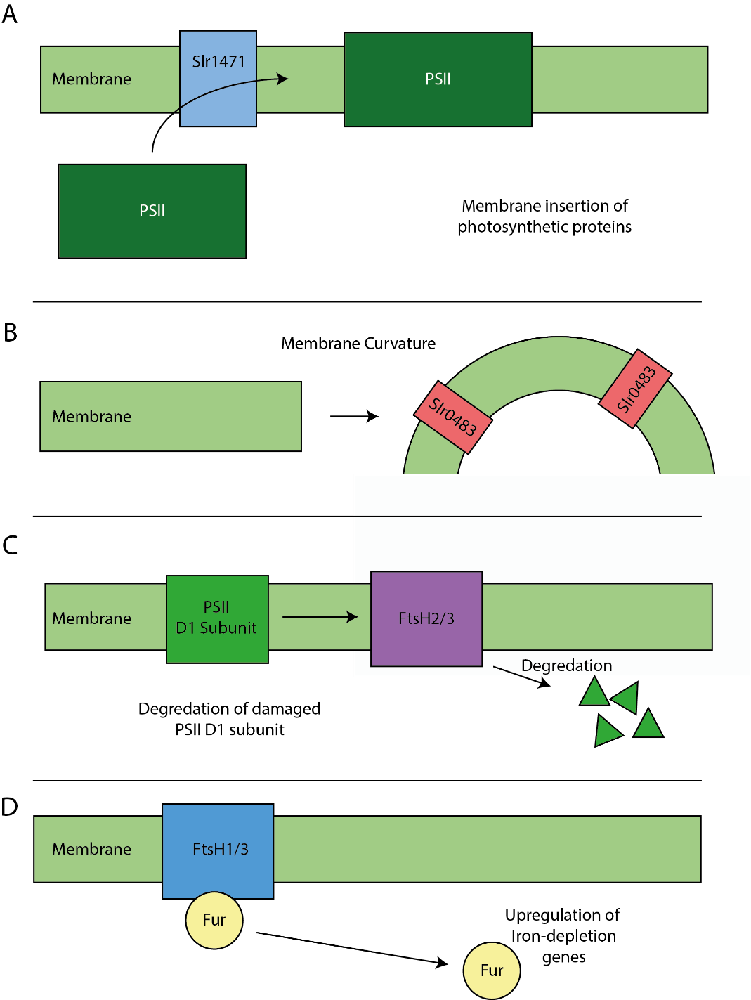 A
Slr1471
Membrane
PSII
PSII
Membrane insertion of
photosynthetic proteins
B
Membrane Curvature
Membrane
Slr0483
Slr0483
C
Membrane
PSII
D1 Subunit
FtsH2/3
Degredation
Degredation of damaged
PSII D1 subunit
D
Membrane
FtsH1/3
Fur
Upregulation of
Iron-depletion
genes
Fur